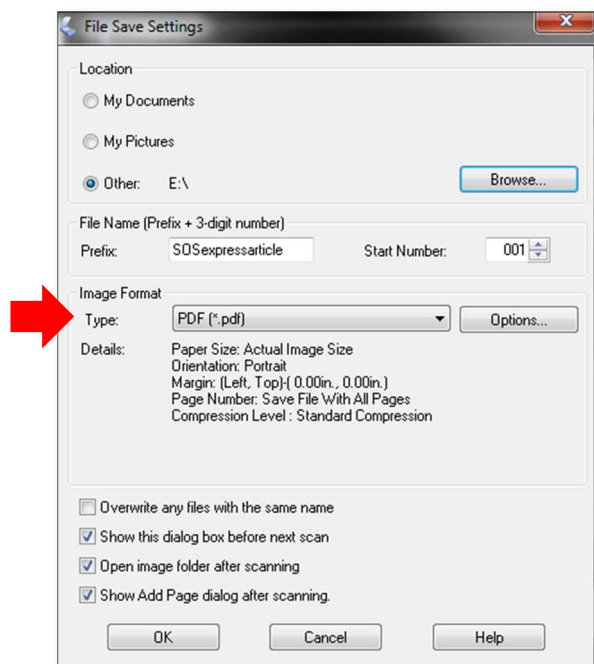 File Save Settings
Location
My Documents
My Pictures
Other: E:\ Browse...
File Name (Prefix + 3-digit number)
Prefix: SOSexpressarticle Start Number: 001
Image Format
Type: PDF (*.pdf) Options...
Details: Paper Size: Actual Image Size
Orientation: Portrait
Margin: (Left, Top)-( 0.00in., 0.00in.)
Page Number: Save File With All Pages
Compression Level : Standard Compression
Overwrite any files with the same name
Show this dialog box before next scan
Open image folder after scanning
Show Add Page dialog after scanning.
OK Cancel Help